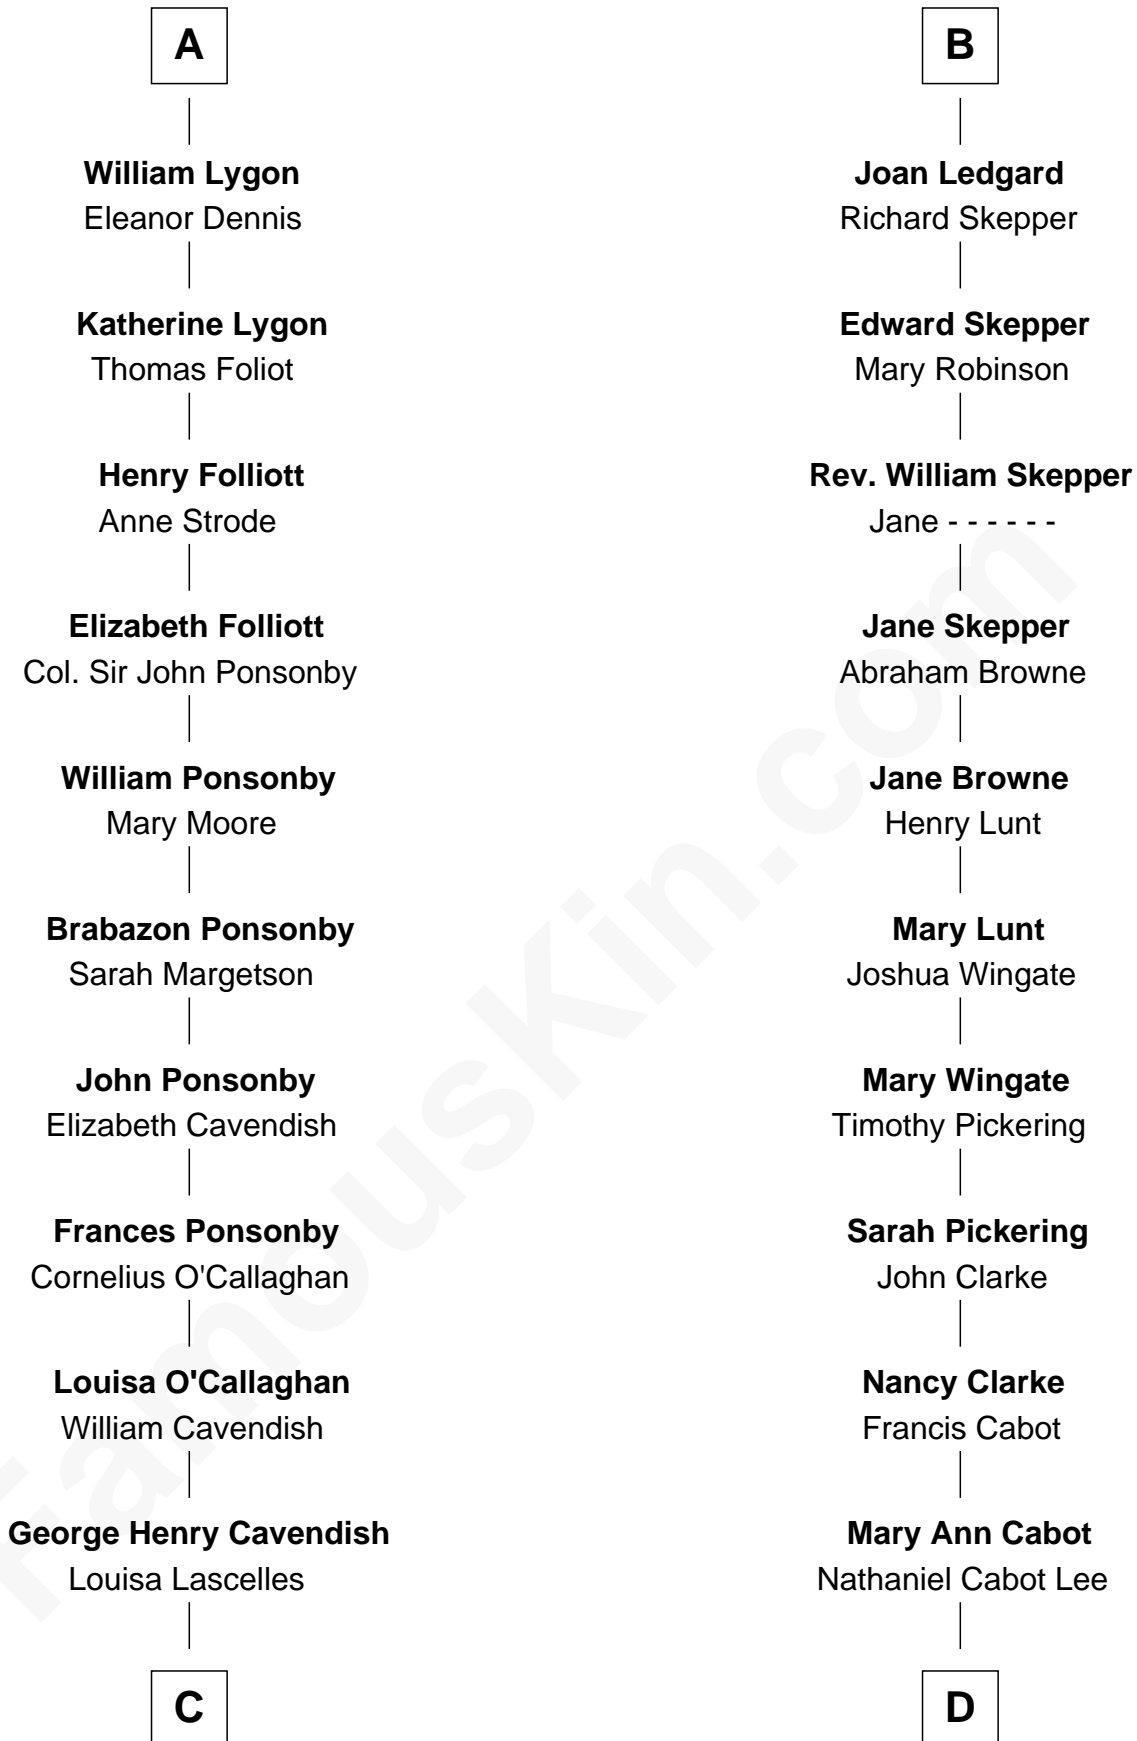 A
William Lygon
Eleanor Dennis
Katherine Lygon
Thomas Foliot
Henry Folliott
Anne Strode
Elizabeth Folliott
Col. Sir John Ponsonby
William Ponsonby
Mary Moore
Brabazon Ponsonby
Sarah Margetson
John Ponsonby
Elizabeth Cavendish
Frances Ponsonby
Cornelius O'Callaghan
Louisa O'Callaghan
William Cavendish
George Henry Cavendish
Louisa Lascelles
C
B
Joan Ledgard
Richard Skepper
Edward Skepper
Mary Robinson
Rev. William Skepper
Jane - - - - - -
Jane Skepper
Abraham Browne
Jane Browne
Henry Lunt
Mary Lunt
Joshua Wingate
Mary Wingate
Timothy Pickering
Sarah Pickering
John Clarke
Nancy Clarke
Francis Cabot
Mary Ann Cabot
Nathaniel Cabot Lee
D
FamousKin.com